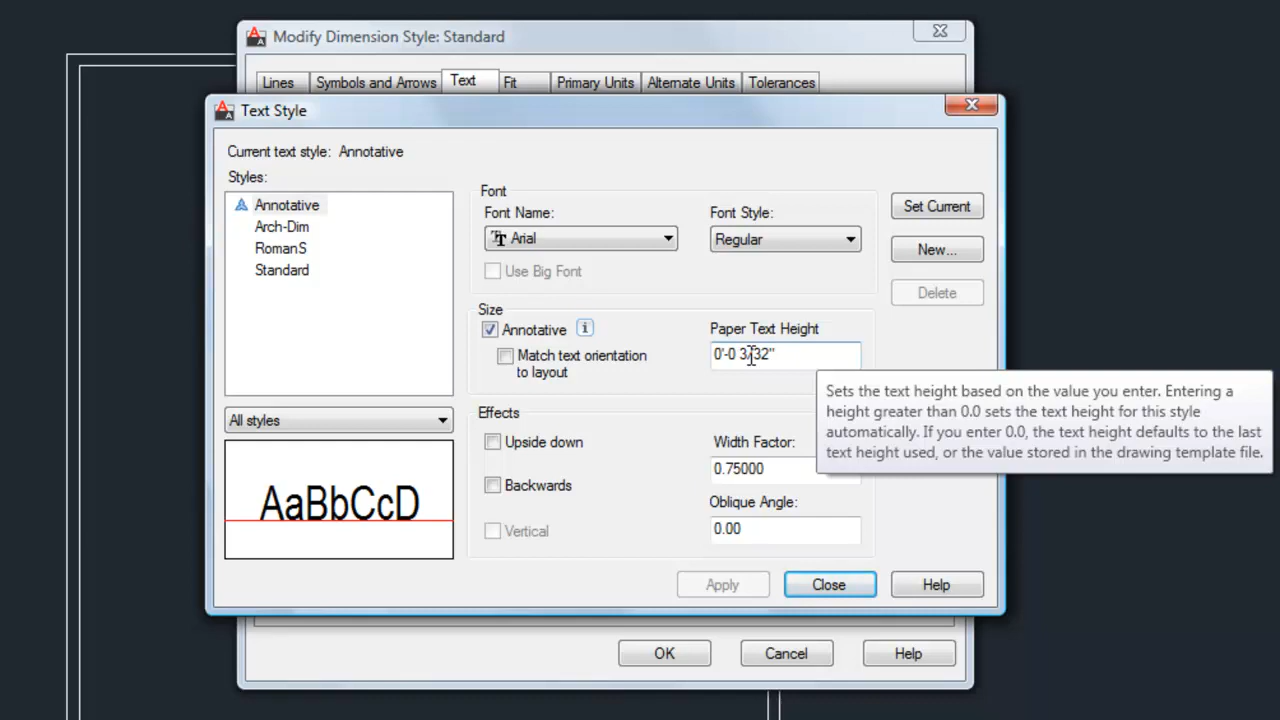 Modify Dimension Style: Standard
Lines
Symbols and Arrows
Text
Fit
Primary Units
Alternate Units
Tolerances
Text Style
Current text style: Annotative
Styles:
Annotative
Arch-Dim
RomanS
Standard
All styles
AaBbCcD
Font
Font Name:
Arial
Font Style:
Regular
Use Big Font
Size
Annotative
Match text orientation
to layout
Paper Text Height
0'-0 3/32"
Effects
Upside down
Backwards
Vertical
Width Factor:
0.75000
Oblique Angle:
0.00
Set Current
New...
Delete
Sets the text height based on the value you enter. Entering a
height greater than 0.0 sets the text height for this style
automatically. If you enter 0.0, the text height defaults to the last
text height used, or the value stored in the drawing template file.
Apply
Close
Help
OK
Cancel
Help